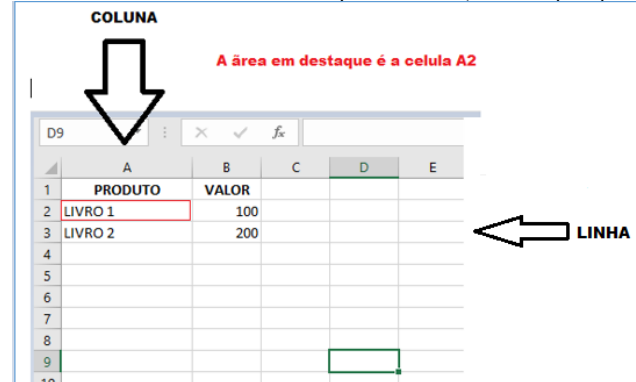 COLUNA
A ãrea em destaque é a celula A2
D9 fx
A B C D E
1 PRODUTO VALOR
2 LIVRO 1 100
3 LIVRO 2 200
LINHA
4
5
6
7
8
9